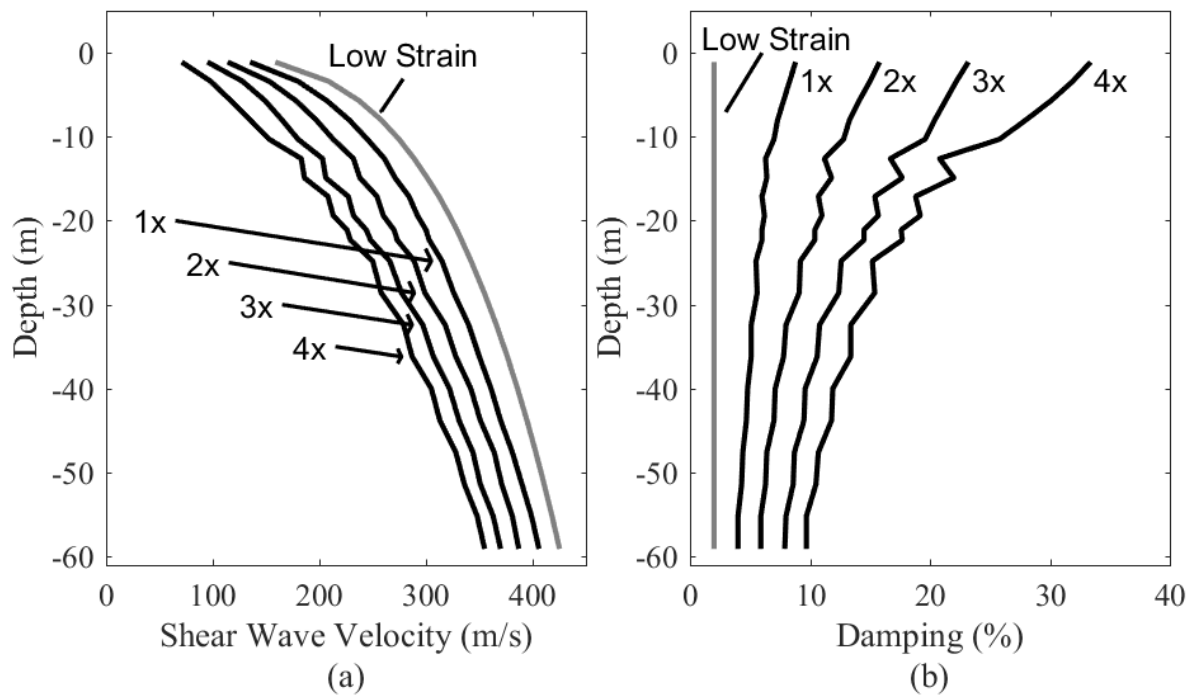 0
-10
-20
-30
-40
-50
-60
Depth (m)
Low Strain
1x
2x
3x
4x
0
100
200
300
400
Shear Wave Velocity (m/s)
(a)
0
-10
-20
-30
-40
-50
-60
Depth (m)
Low Strain
1x
2x
3x
4x
0
10
20
30
40
Damping (%)
(b)